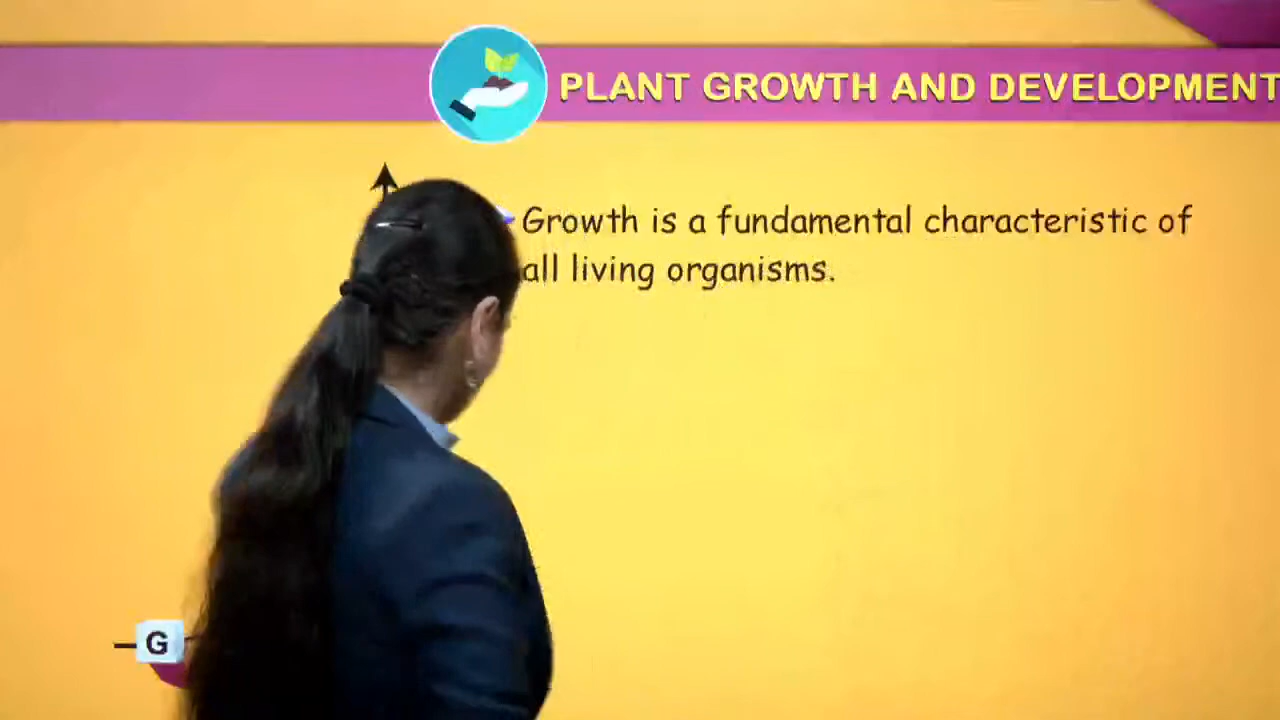 PLANT GROWTH AND DEVELOPMENT
Growth is a fundamental characteristic of
all living organisms.
G